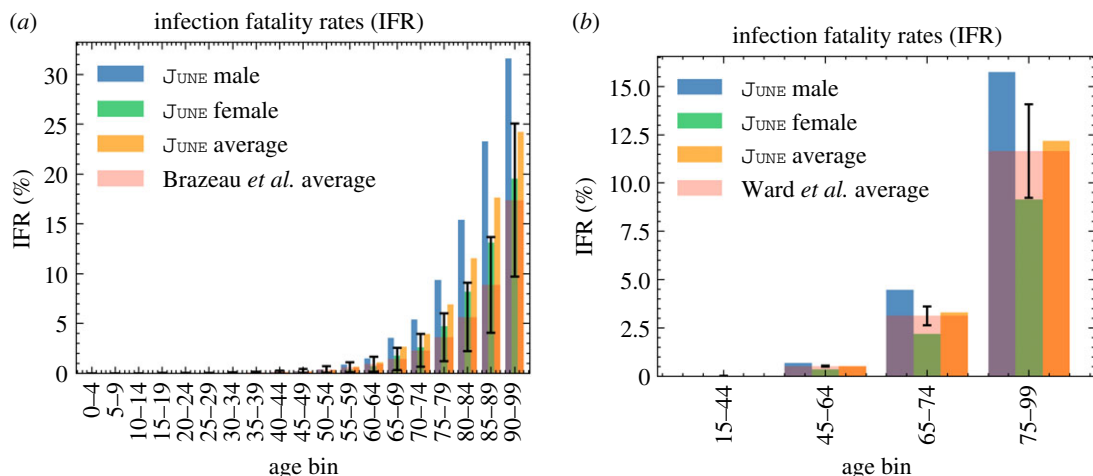 (a)
infection fatality rates (IFR)
JUNE male
JUNE female
JUNE average
Brazeau et al. average
IFR (%)
30
25
20
15
10
5
0
0–4
5–9
10–14
15–19
20–24
25–29
30–34
35–39
40–44
45–49
50–54
55–59
60–64
65–69
70–74
75–79
80–84
85–89
90–99
age bin
(b)
infection fatality rates (IFR)
JUNE male
JUNE female
JUNE average
Ward et al. average
IFR (%)
15.0
12.5
10.0
7.5
5.0
2.5
0
15–44
45–64
65–74
75–99
age bin